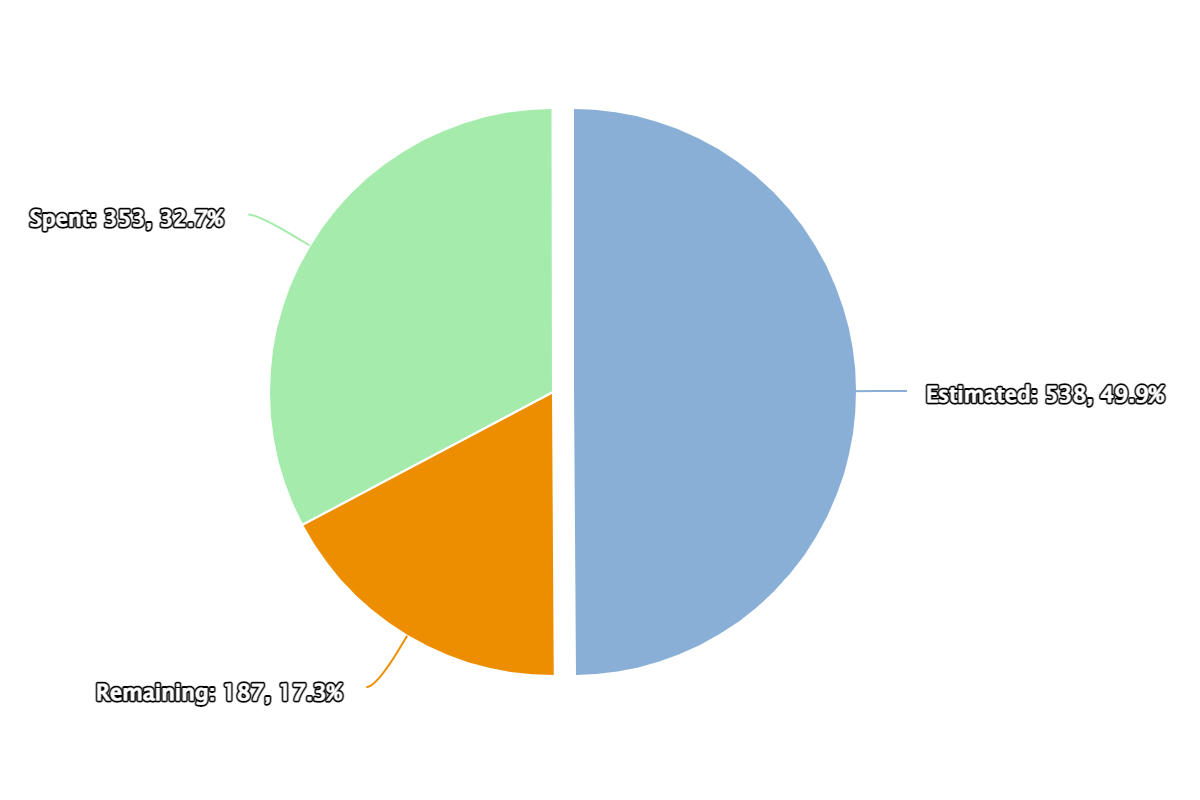 Spent: 353, 32.7%
Estimated: 538, 49.9%
Remaining: 187, 17.3%